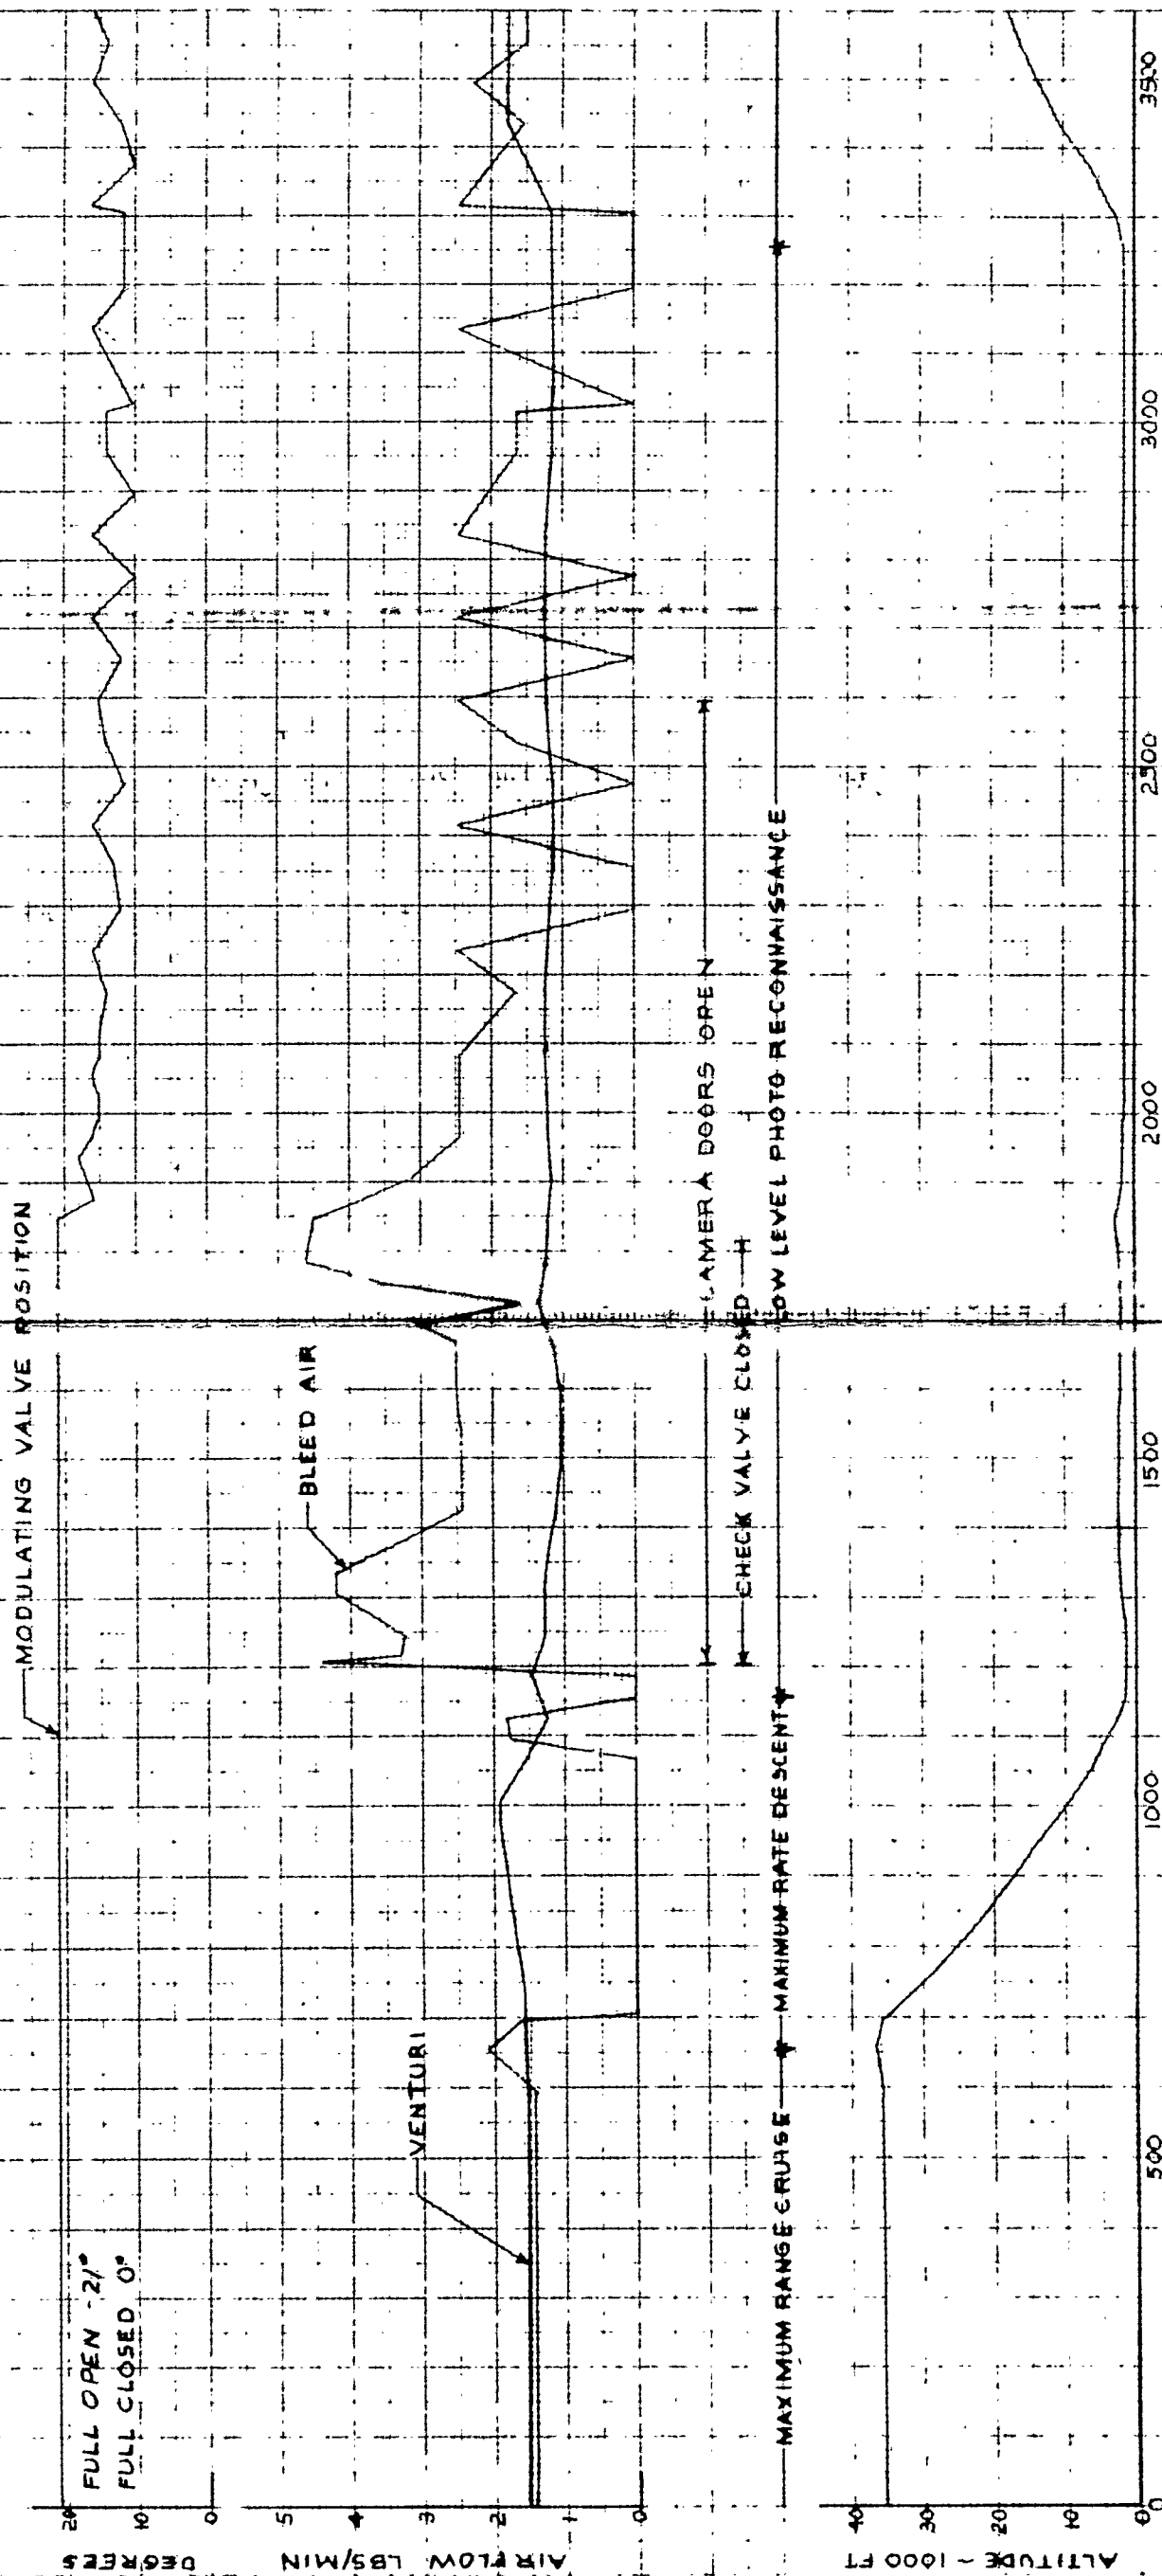 MODULATING VALVE POSITION
FULL OPEN -21°
FULL CLOSED 0°
DEGREES
20
10
0
BLEED AIR
VENTURI
AIRFLOW LBS/MIN
5
4
3
2
1
0
CAMERA DOORS OPEN
CHECK VALVE CLOSED
MAXIMUM RANGE CRUISE
MAXIMUM RATE DESCENT
LOW LEVEL PHOTO RECONNAISSANCE
ALTITUDE ~ 1000 FT
40
30
20
10
0
0
500
1000
1500
2000
2500
3000
3500